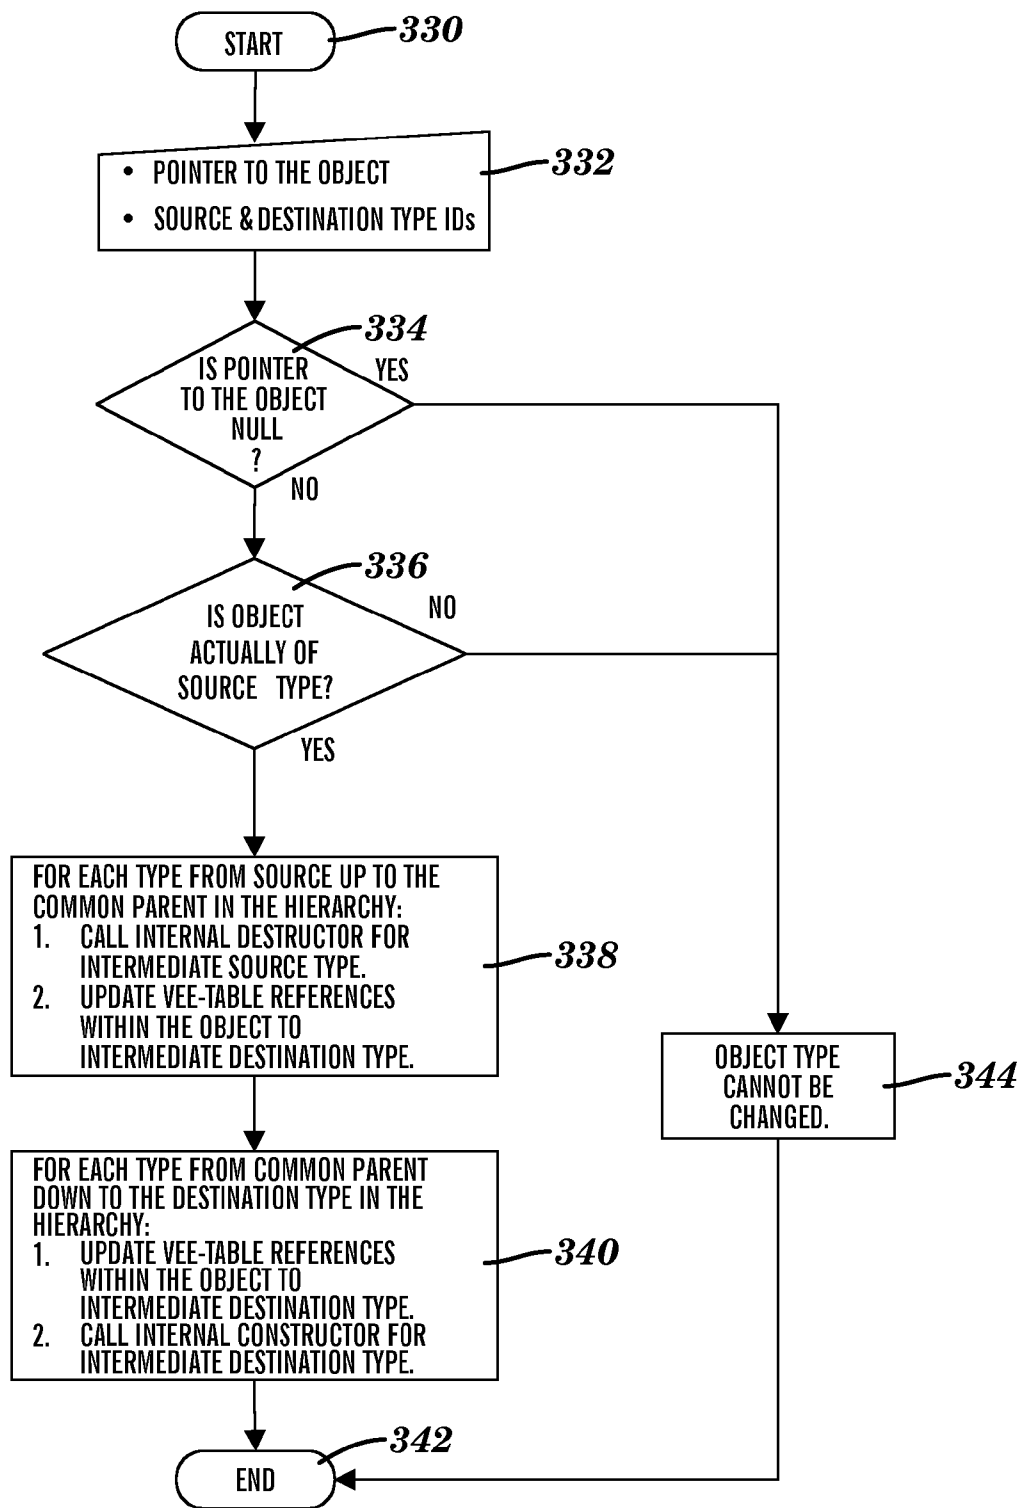 START
330
• POINTER TO THE OBJECT
332
• SOURCE & DESTINATION TYPE IDs
334
IS POINTER
YES
TO THE OBJECT
NULL
?
NO
336
IS OBJECT
NO
ACTUALLY OF
SOURCE TYPE?
YES
FOR EACH TYPE FROM SOURCE UP TO THE
COMMON PARENT IN THE HIERARCHY:
1. CALL INTERNAL DESTRUCTOR FOR
INTERMEDIATE SOURCE TYPE.
2. UPDATE VEE-TABLE REFERENCES
WITHIN THE OBJECT TO
INTERMEDIATE DESTINATION TYPE.
338
OBJECT TYPE
CANNOT BE
CHANGED.
344
FOR EACH TYPE FROM COMMON PARENT
DOWN TO THE DESTINATION TYPE IN THE
HIERARCHY:
1. UPDATE VEE-TABLE REFERENCES
WITHIN THE OBJECT TO
INTERMEDIATE DESTINATION TYPE.
2. CALL INTERNAL CONSTRUCTOR FOR
INTERMEDIATE DESTINATION TYPE.
340
342
END